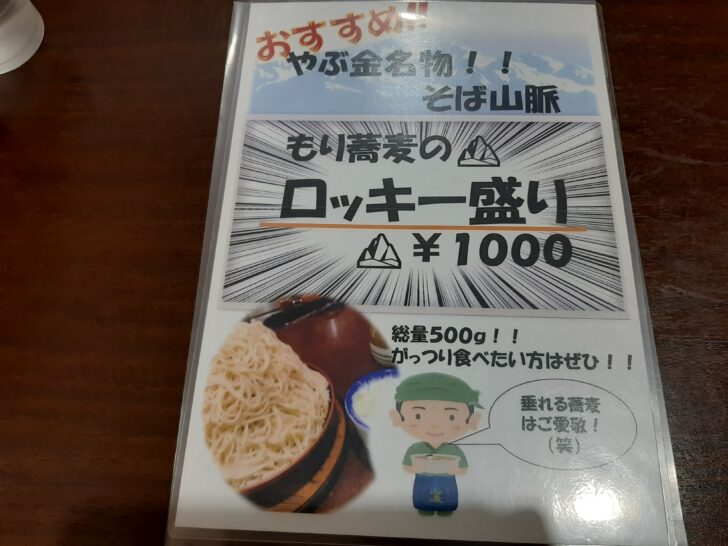 おすすめ!!
やぶ金名物！！
そば山脈
もり蕎麦の
ロッキー盛り
￥1000
総量500g！！
がっつり食べたい方はぜひ！！
垂れる蕎麦
はご愛敬！
（笑）